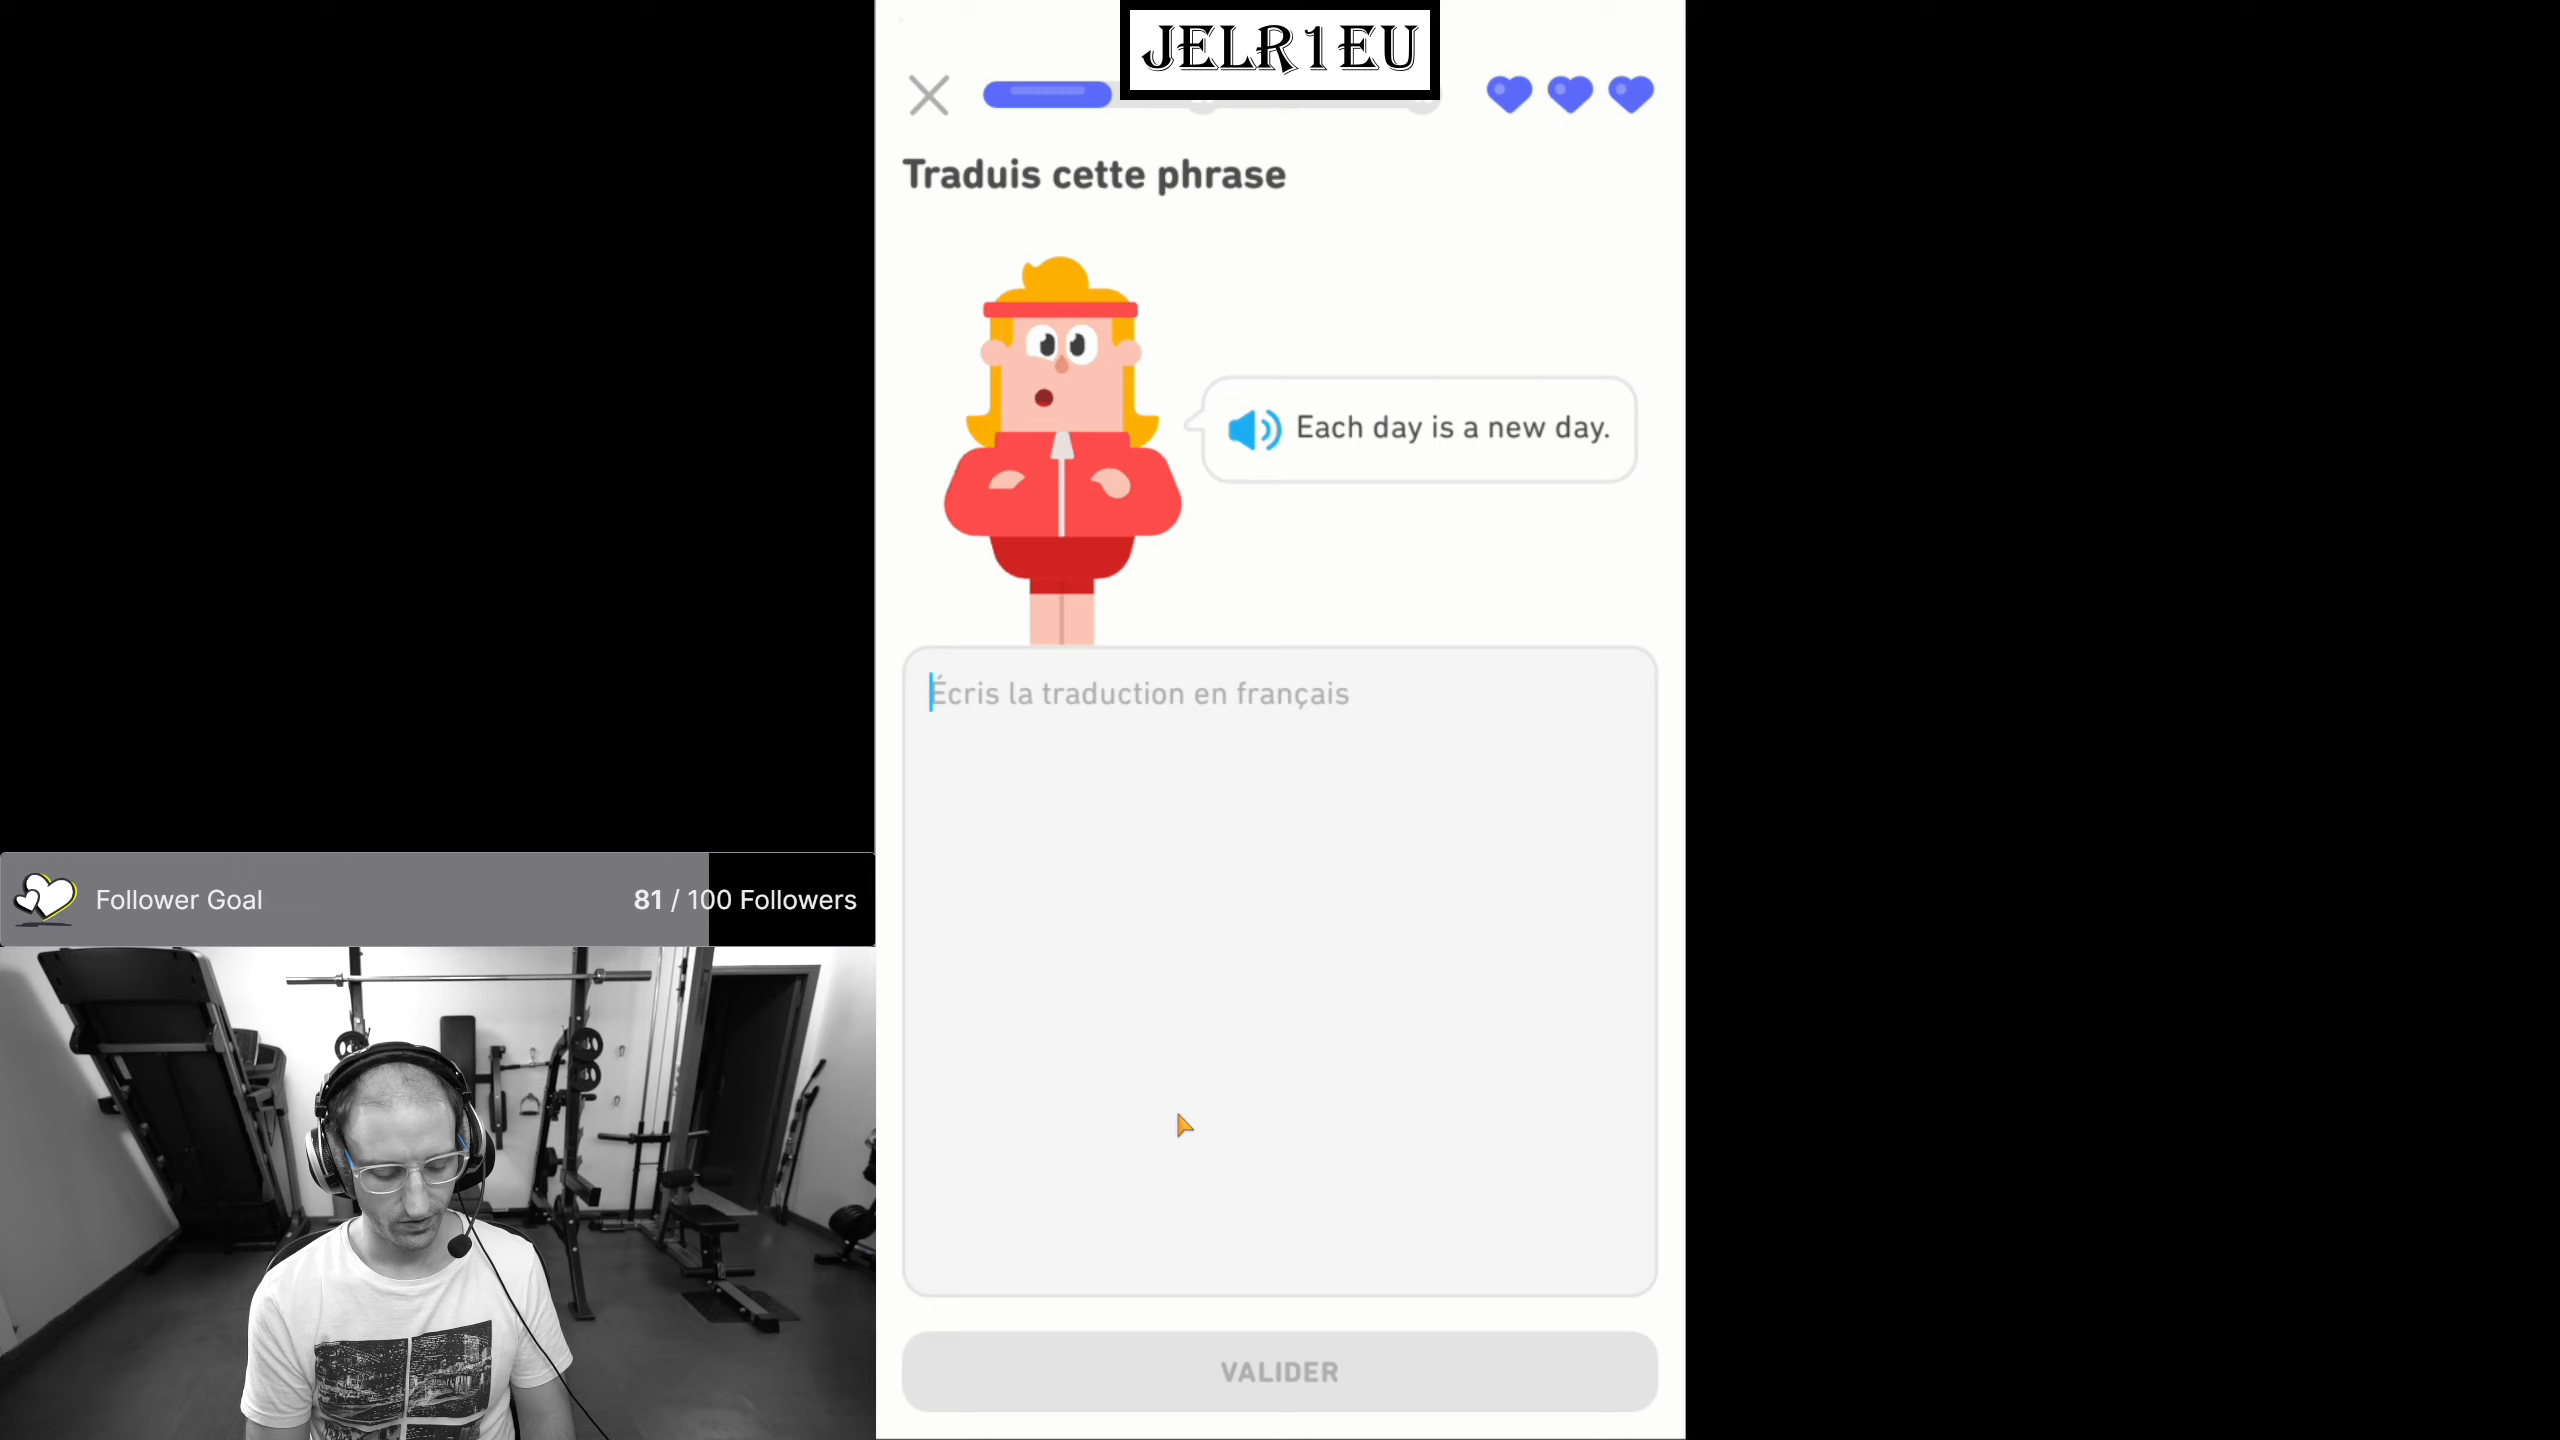 JELR1EU
Traduis cette phrase
Each day is a new day.
Écris la traduction en français
Follower Goal
81 / 100 Followers
VALIDER